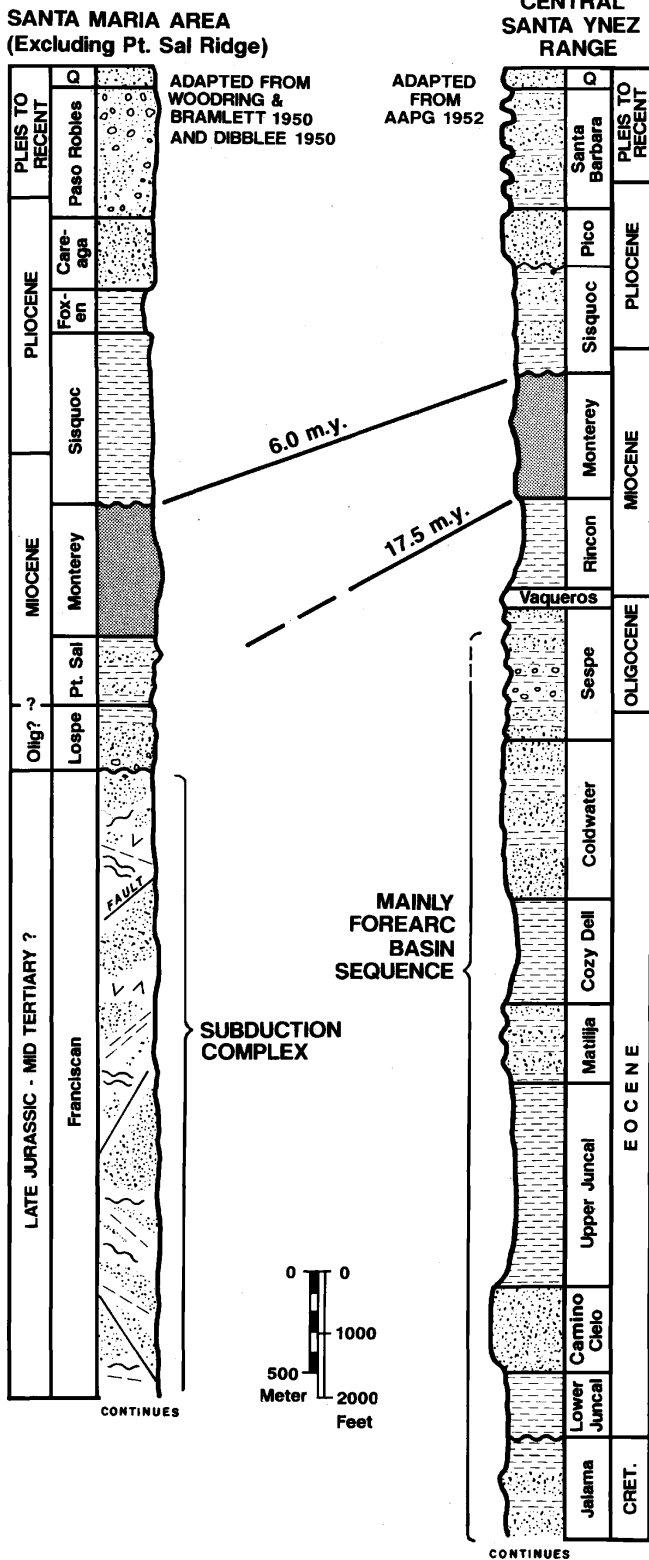 SANTA MARIA AREA
(Excluding Pt. Sal Ridge)
CENTRAL
SANTA YNEZ
RANGE
ADAPTED FROM
WOODRING &
BRAMLETT 1950
AND DIBBLEE 1950
ADAPTED
FROM
AAPG 1952
PLEIS TO
RECENT
PLIOCENE
MIOCENE
?
Olig?
LATE JURASSIC - MID TERTIARY ?
Q
Paso Robles
Care-
aga
Fox-
en
Sisquoc
Monterey
Pt. Sal
Lospe
Franciscan
FAULT
CONTINUES
6.0 m.y.
17.5 m.y.
SUBDUCTION
COMPLEX
MAINLY
FOREARC
BASIN
SEQUENCE
0
0
1000
500
Meter
2000
Feet
Q
Santa
Barbara
Pico
Sisquoc
Monterey
Rincon
Vaqueros
Sespe
Coldwater
Cozy Dell
Matilija
Upper Juncal
Camino
Cielo
Lower
Juncal
Jalama
PLEIS TO
RECENT
PLIOCENE
MIOCENE
OLIGOCENE
EOCENE
CRET.
CONTINUES